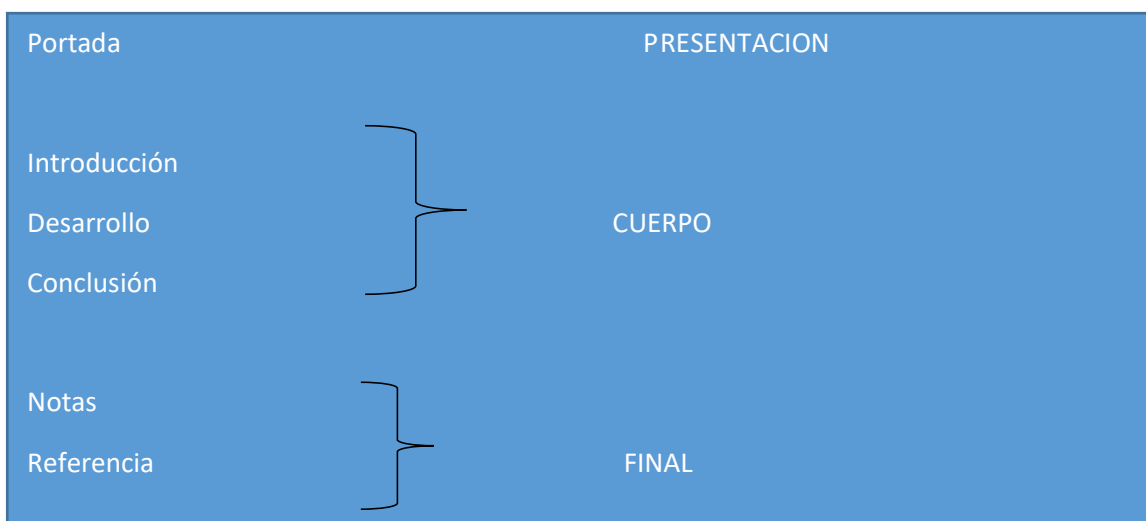 Portada PRESENTACION
Introducción
Desarrollo CUERPO
Conclusión
Notas
Referencia FINAL